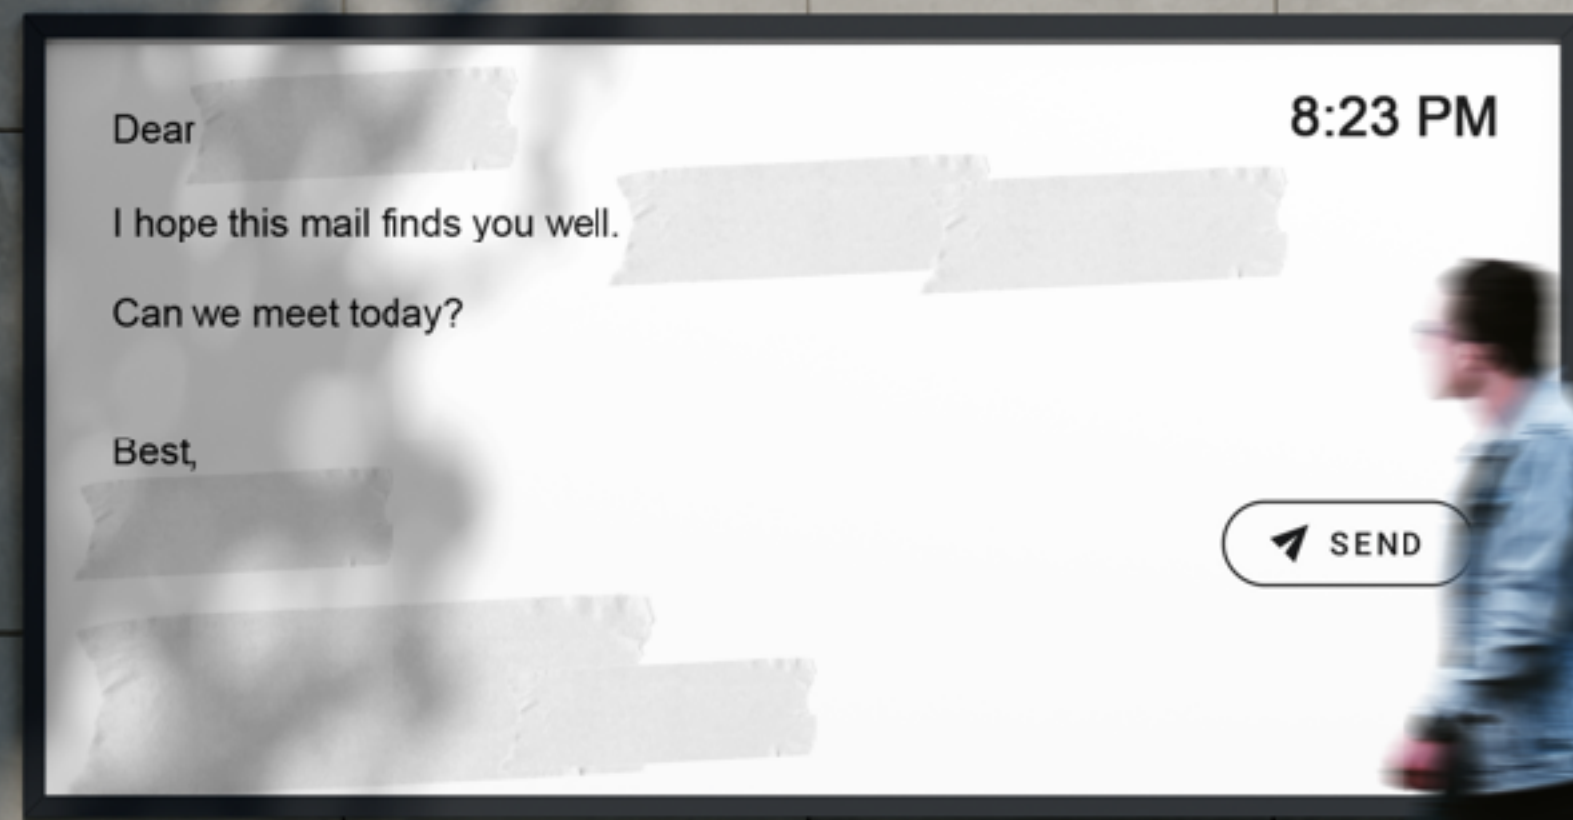 8:23 PM
Dear
I hope this mail finds you well.
Can we meet today?
Best,
SEND